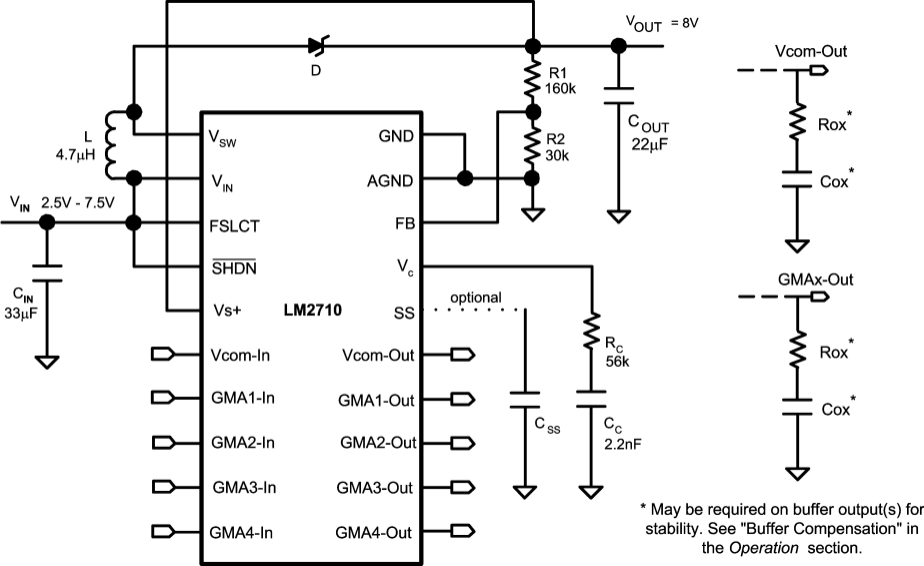 V_OUT = 8V
D
R1
160k
C_OUT
22µF
R2
30k
L
4.7µH
V_IN 2.5V - 7.5V
C_IN
33µF
V_SW
V_IN
FSLCT
SHDN
Vs+
Vcom-In
GMA1-In
GMA2-In
GMA3-In
GMA4-In
LM2710
GND
AGND
FB
V_c
SS
Vcom-Out
GMA1-Out
GMA2-Out
GMA3-Out
GMA4-Out
optional
R_C
56k
C_SS
C_C
2.2nF
Vcom-Out
Rox*
Cox*
GMAx-Out
Rox*
Cox*
* May be required on buffer output(s) for
stability. See "Buffer Compensation" in
the Operation section.